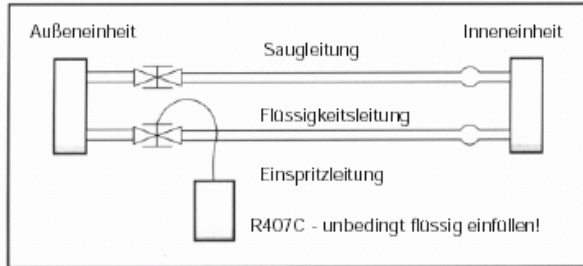 Außeneinheit
Inneneinheit
Saugleitung
Flüssigkeitsleitung
Einspritzleitung
R407C - unbedingt flüssig einfüllen!